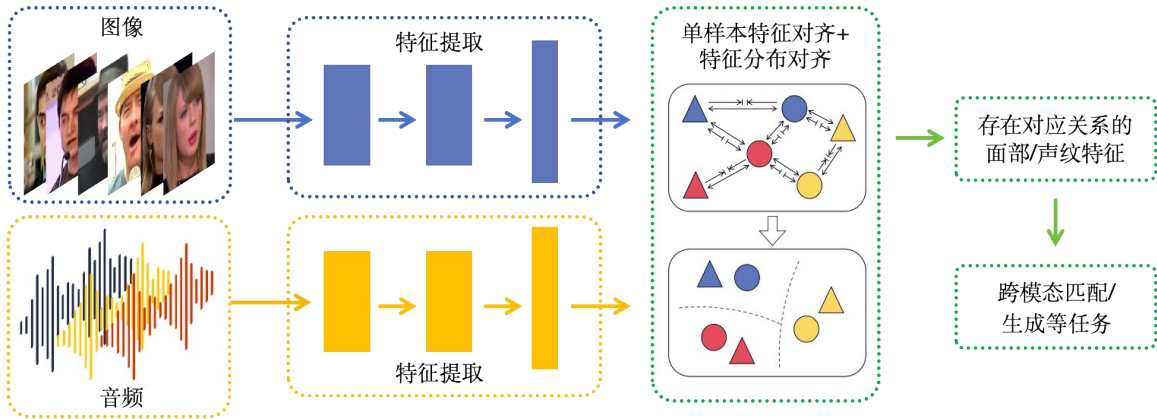 图像
特征提取
单样本特征对齐+
特征分布对齐
存在对应关系的
面部/声纹特征
跨模态匹配/
生成等任务
特征提取
音频